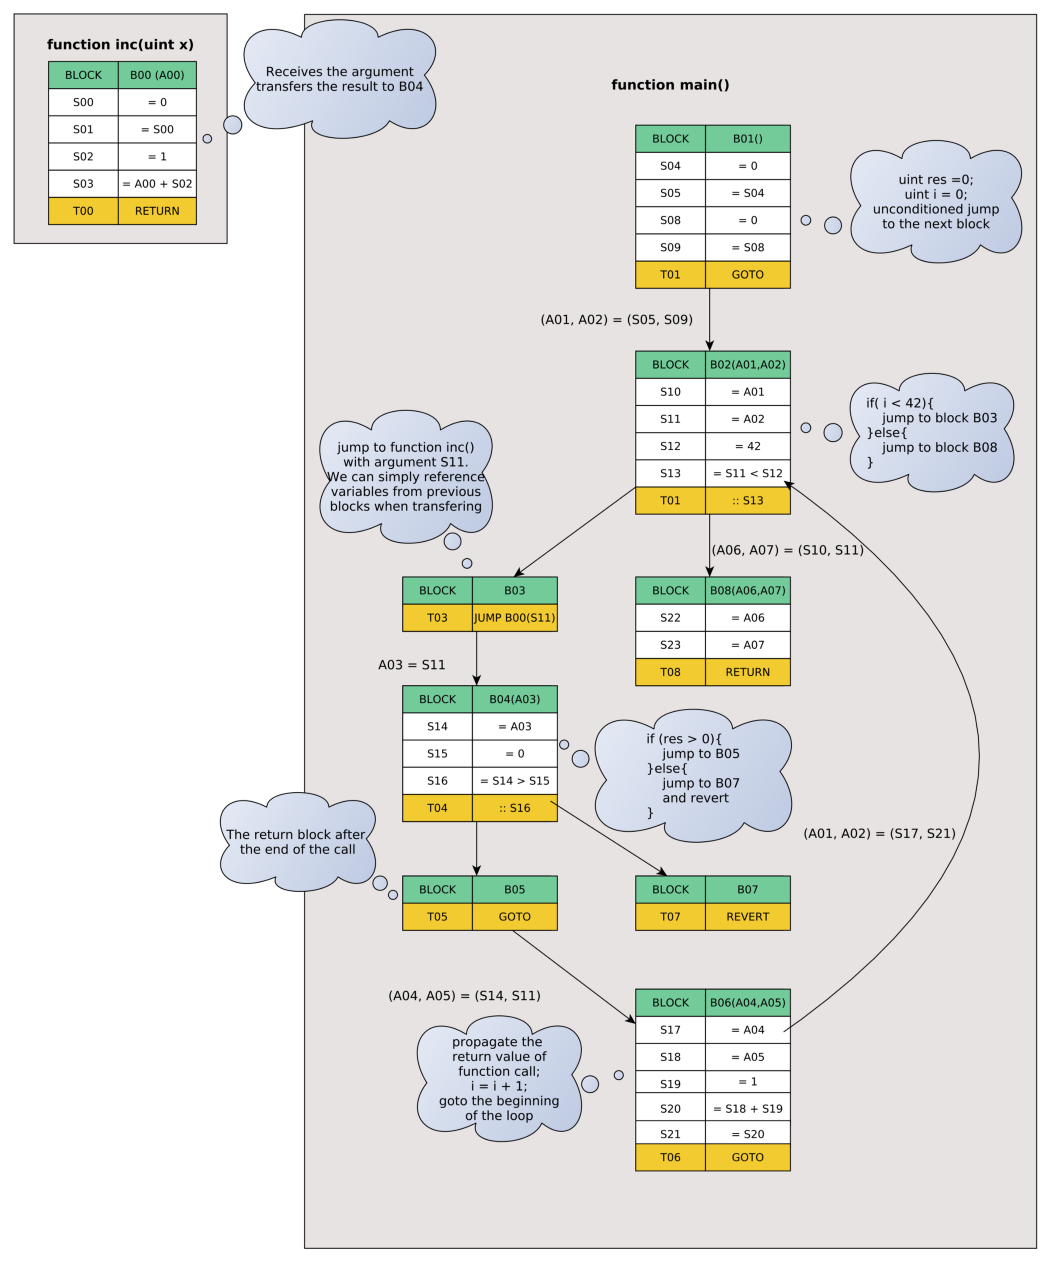 function inc(uint x)
BLOCK B00 (A00)
S00 = 0
S01 = S00
S02 = 1
S03 = A00 + S02
T00 RETURN
Receives the argument
transfers the result to B04
function main()
BLOCK B01()
S04 = 0
S05 = S04
S08 = 0
S09 = S08
T01 GOTO
uint res =0;
uint i = 0;
unconditioned jump
to the next block
(A01, A02) = (S05, S09)
BLOCK B02(A01,A02)
S10 = A01
S11 = A02
S12 = 42
S13 = S11 < S12
T01 :: S13
if( i < 42){
jump to block B03
}else{
jump to block B08
}
jump to function inc()
with argument S11.
We can simply reference
variables from previous
blocks when transfering
(A06, A07) = (S10, S11)
BLOCK B03
T03 JUMP B00(S11)
BLOCK B08(A06,A07)
S22 = A06
S23 = A07
T08 RETURN
A03 = S11
BLOCK B04(A03)
S14 = A03
S15 = 0
S16 = S14 > S15
T04 :: S16
if (res > 0){
jump to B05
}else{
jump to B07
and revert
}
The return block after
the end of the call
(A01, A02) = (S17, S21)
BLOCK B05
T05 GOTO
BLOCK B07
T07 REVERT
(A04, A05) = (S14, S11)
BLOCK B06(A04,A05)
S17 = A04
S18 = A05
S19 = 1
S20 = S18 + S19
S21 = S20
T06 GOTO
propagate the
return value of
function call;
i = i + 1;
goto the beginning
of the loop